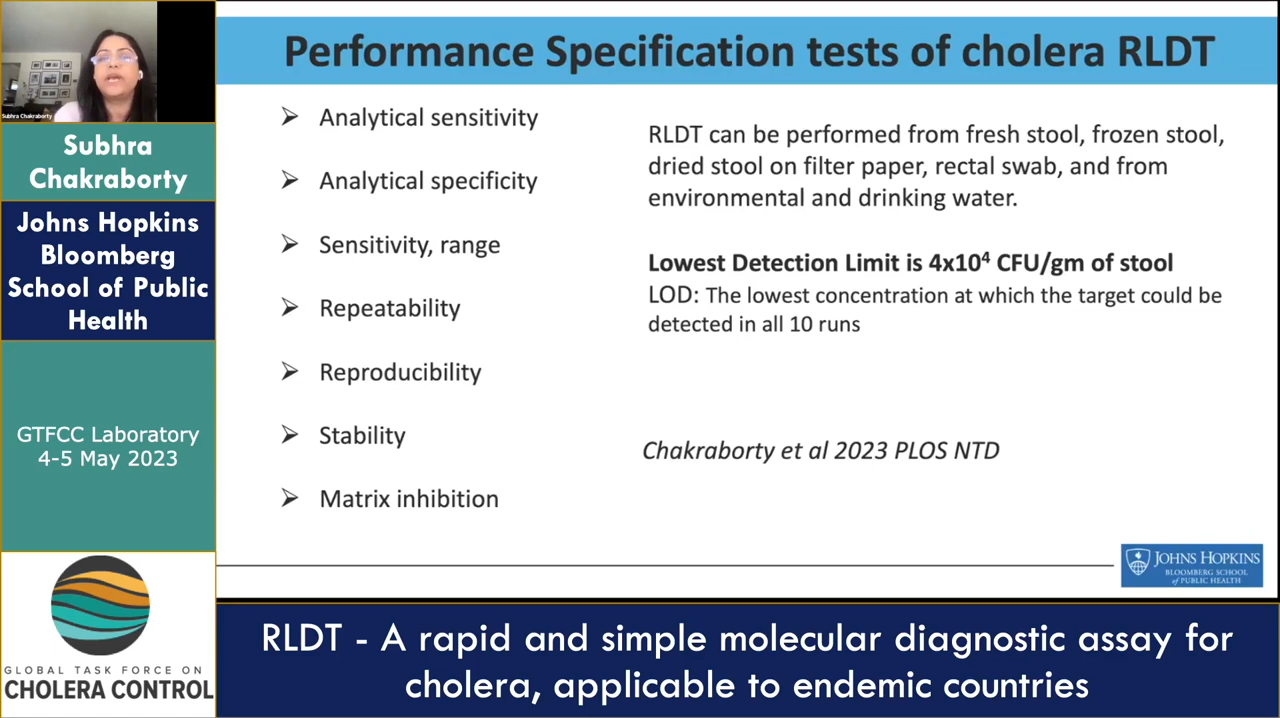 Subhra Chakraborty
Subhra
Chakraborty
Johns Hopkins
Bloomberg
School of Public
Health
GTFCC Laboratory
4-5 May 2023
GLOBAL TASK FORCE ON
CHOLERA CONTROL
Performance Specification tests of cholera RLDT
➢ Analytical sensitivity
➢ Analytical specificity
➢ Sensitivity, range
➢ Repeatability
➢ Reproducibility
➢ Stability
➢ Matrix inhibition
RLDT can be performed from fresh stool, frozen stool,
dried stool on filter paper, rectal swab, and from
environmental and drinking water.
Lowest Detection Limit is 4x10⁴ CFU/gm of stool
LOD: The lowest concentration at which the target could be
detected in all 10 runs
Chakraborty et al 2023 PLOS NTD
JOHNS HOPKINS
BLOOMBERG SCHOOL
of PUBLIC HEALTH
RLDT - A rapid and simple molecular diagnostic assay for
cholera, applicable to endemic countries